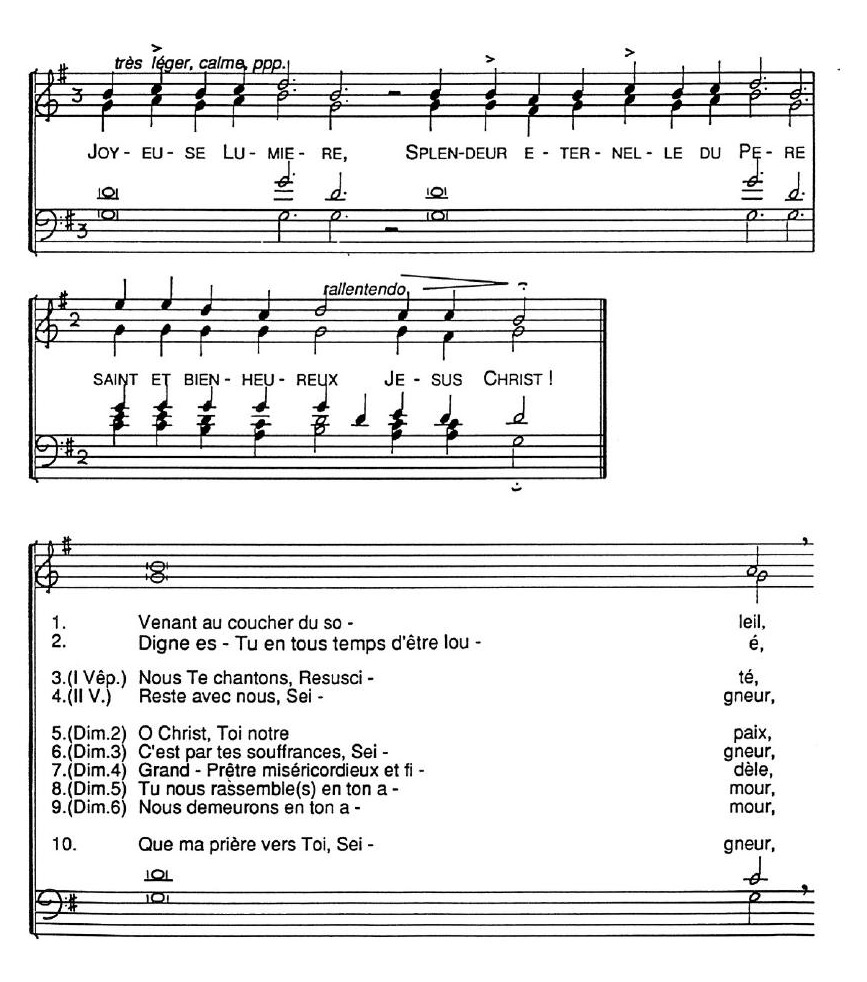 très léger, calme, ppp.
3
JOY - EU - SE LU - MIE - RE, SPLEN-DEUR E - TER - NEL - LE DU PE - RE
3
rallentendo
2
SAINT ET BIEN - HEU - REUX JE - SUS CHRIST !
2
1. Venant au coucher du so - leil,
2. Digne es - Tu en tous temps d'être lou - é,
3.(I Vêp.) Nous Te chantons, Resusci - té,
4.(II V.) Reste avec nous, Sei - gneur,
5.(Dim.2) O Christ, Toi notre paix,
6.(Dim.3) C'est par tes souffrances, Sei - gneur,
7.(Dim.4) Grand - Prêtre miséricordieux et fi - dèle,
8.(Dim.5) Tu nous rassemble(s) en ton a - mour,
9.(Dim.6) Nous demeurons en ton a - mour,
10. Que ma prière vers Toi, Sei - gneur,